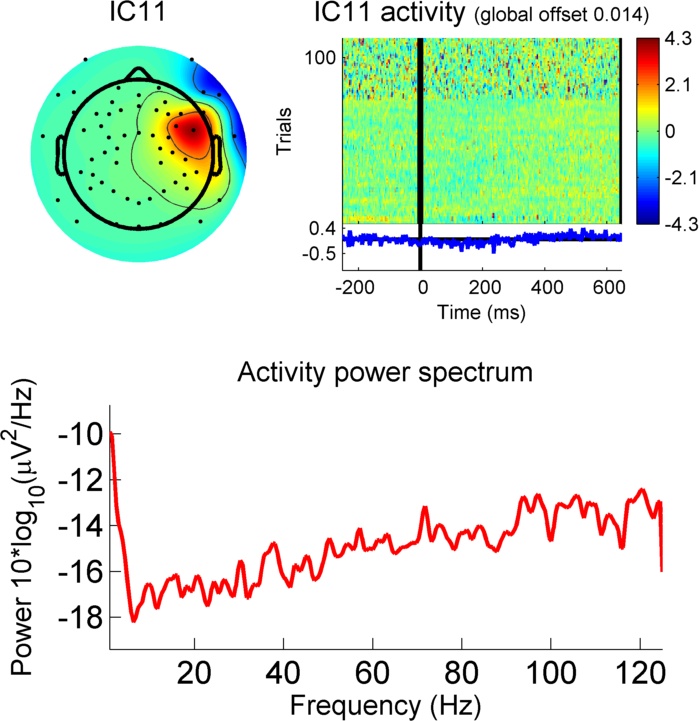 IC11
IC11 activity (global offset 0.014)
Trials
100
4.3
2.1
0
-2.1
-4.3
0.4
-0.5
-200 0 200 400 600
Time (ms)
Activity power spectrum
Power 10*log10(μV2/Hz)
-10
-12
-14
-16
-18
20 40 60 80 100 120
Frequency (Hz)